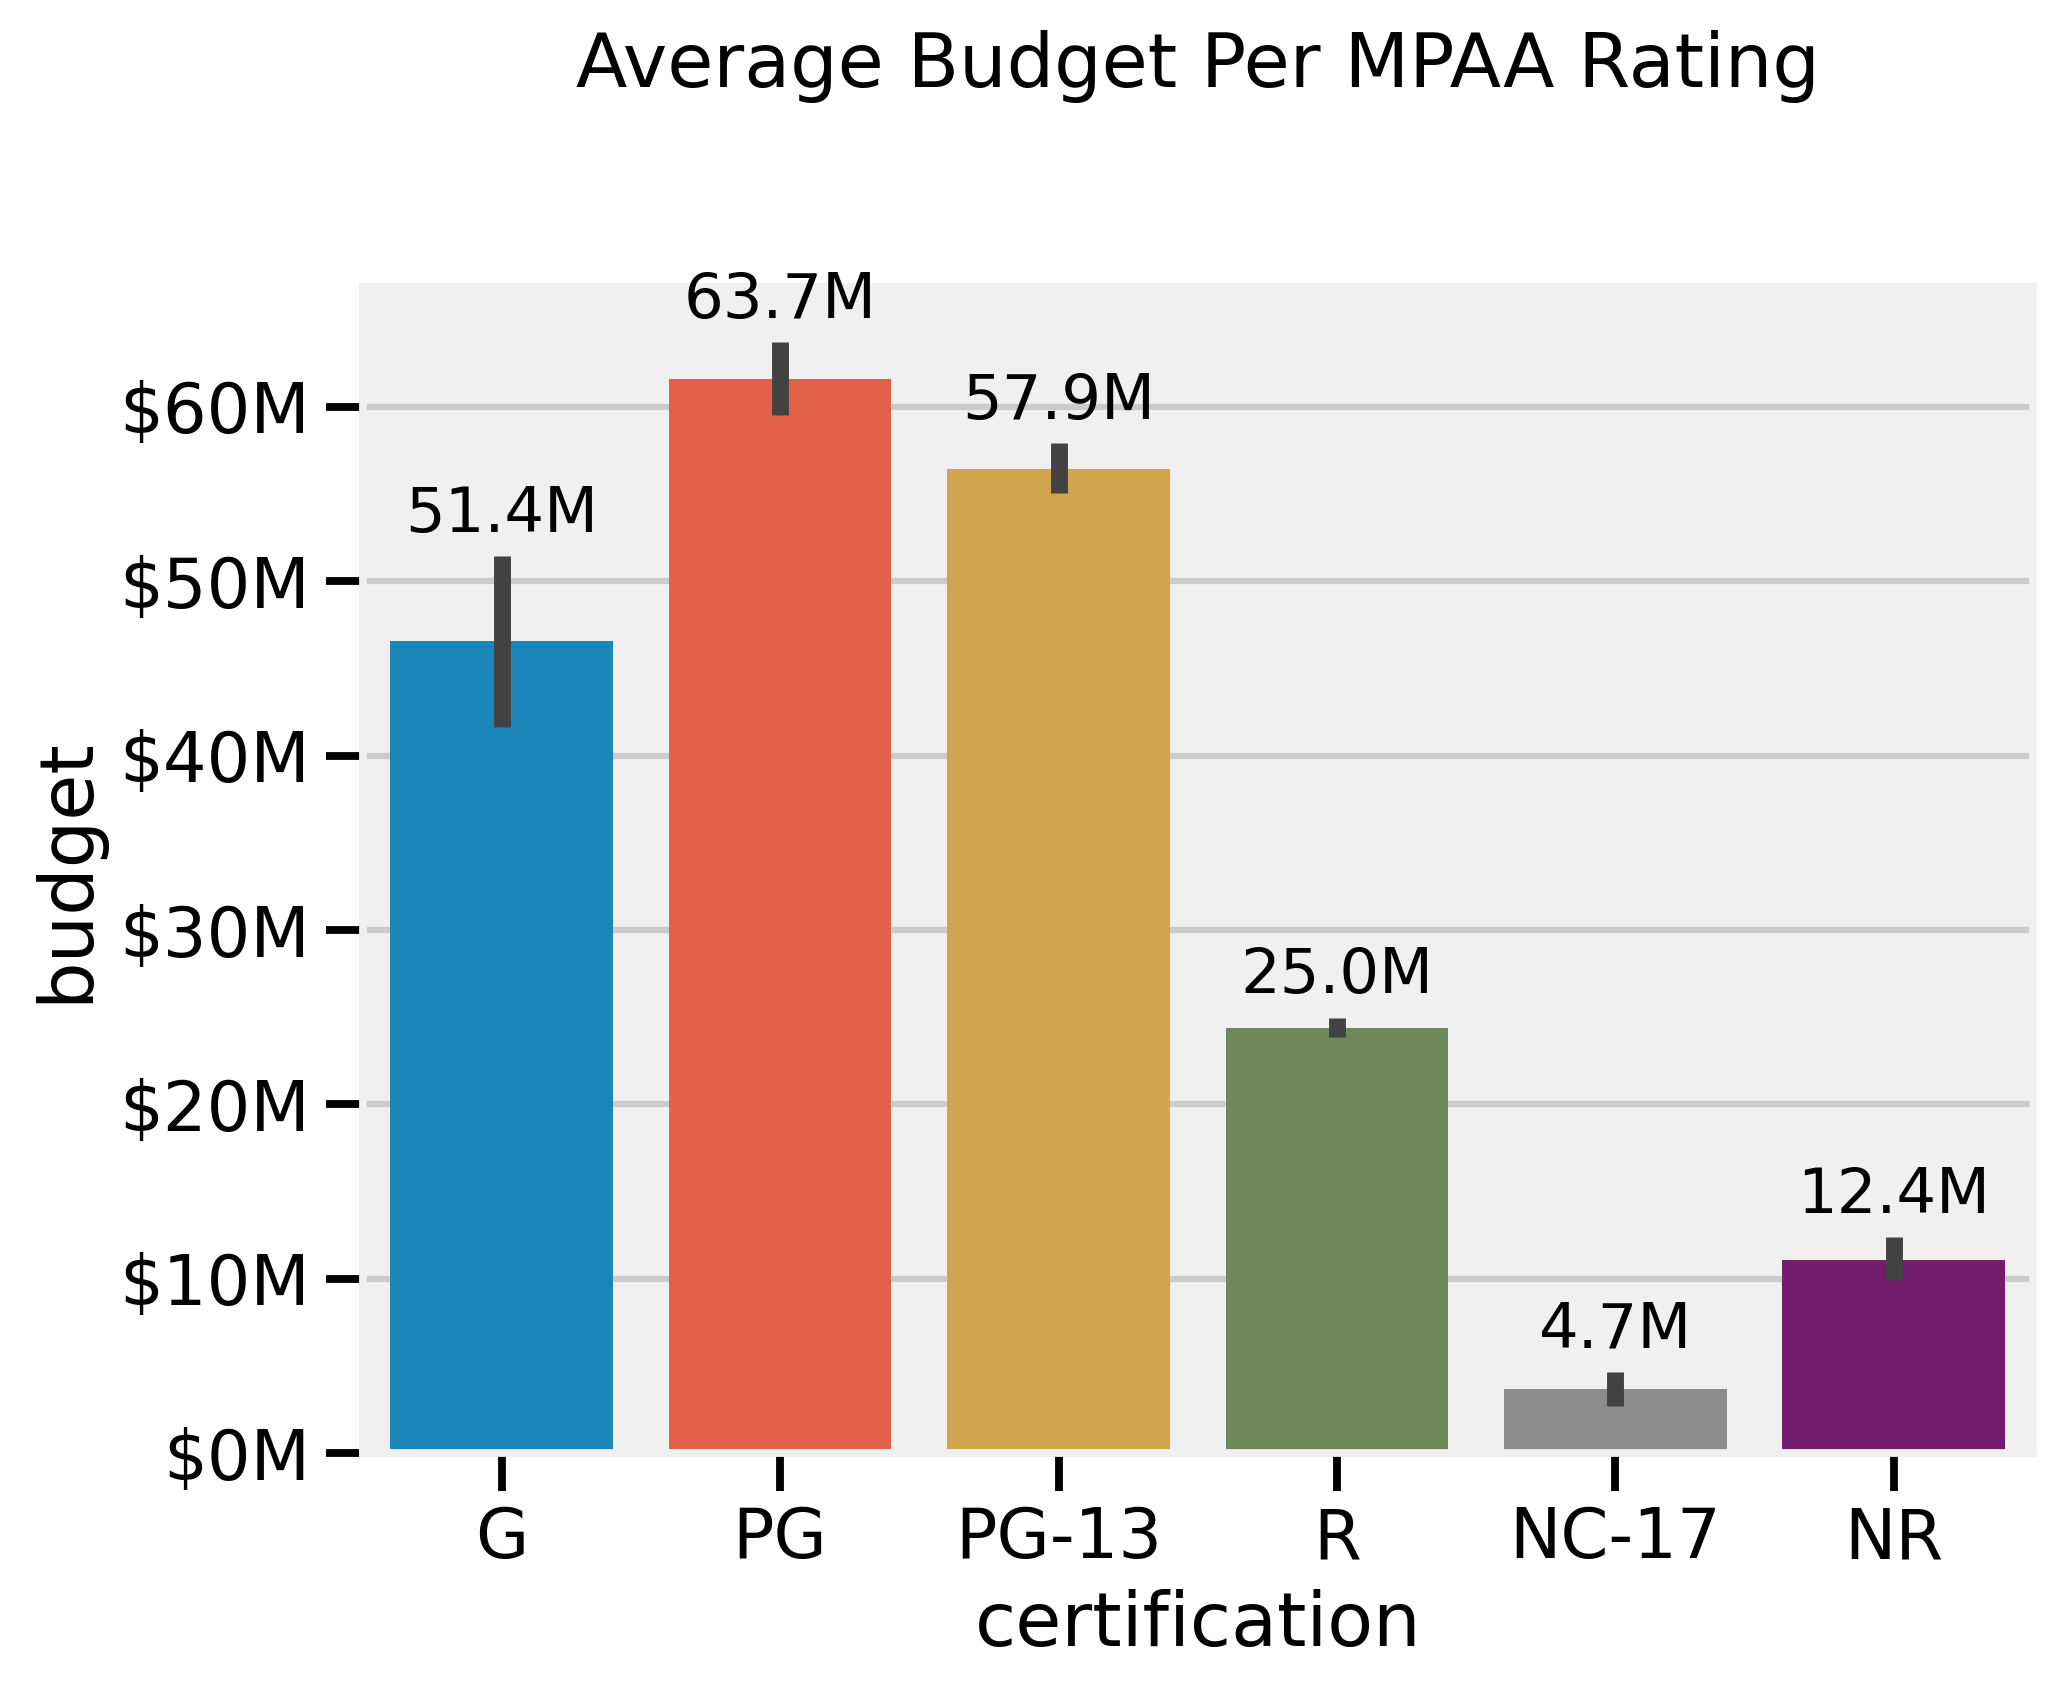 Average Budget Per MPAA Rating
63.7M
57.9M
51.4M
25.0M
12.4M
4.7M
$60M
$50M
$40M
$30M
$20M
$10M
$0M
budget
G PG PG-13 R NC-17 NR
certification